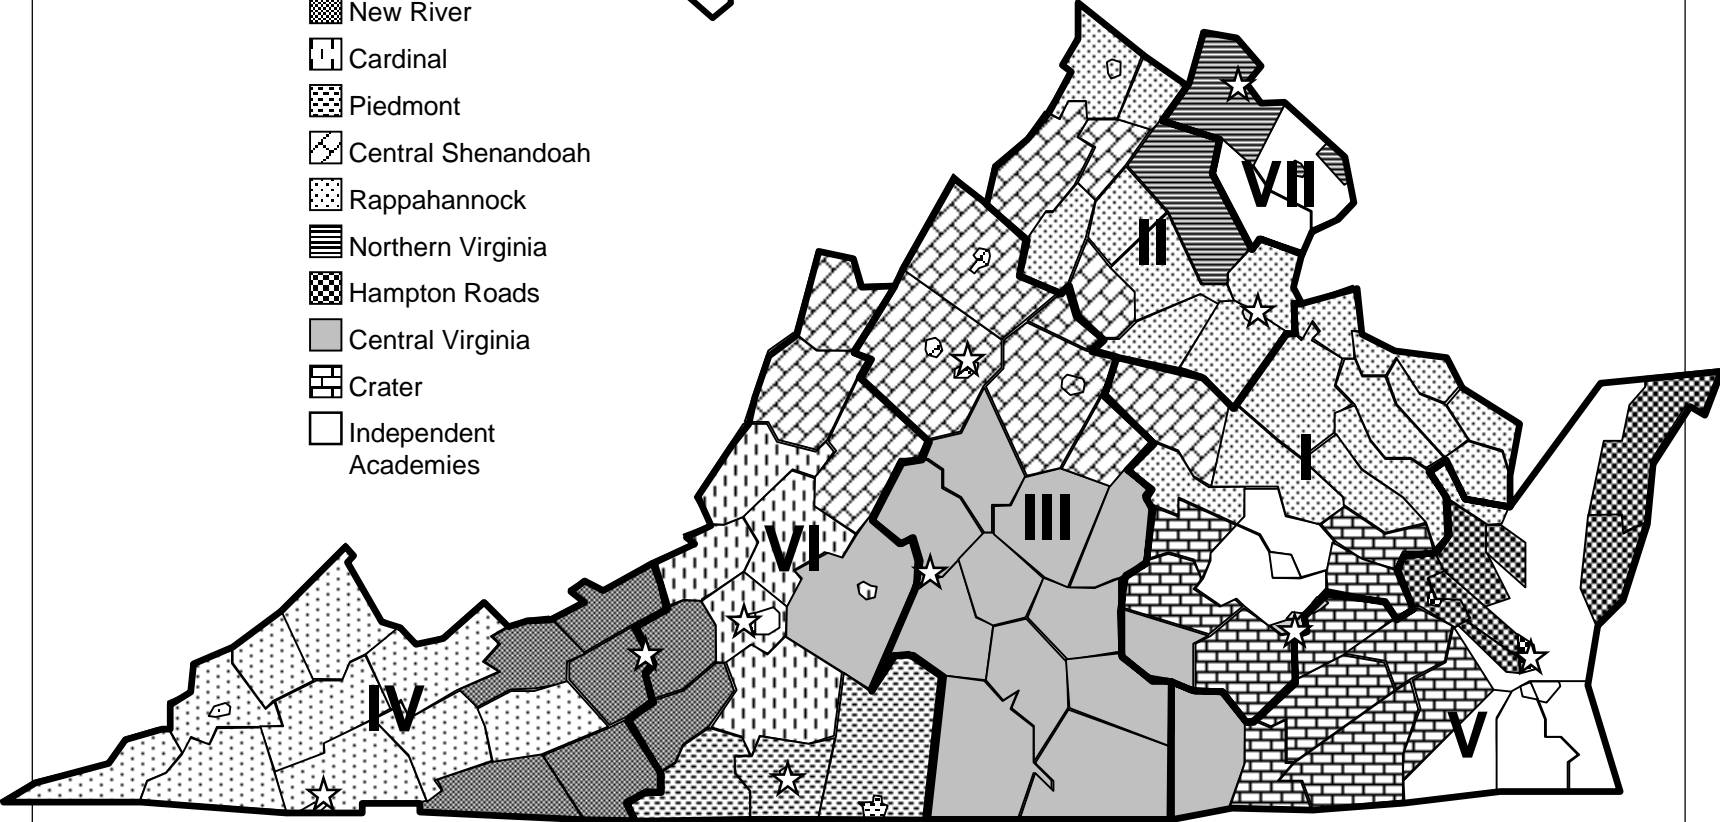 New River
Cardinal
Piedmont
Central Shenandoah
Rappahannock
Northern Virginia
Hampton Roads
Central Virginia
Crater
Independent
Academies
VII
II
I
III
VI
IV
V